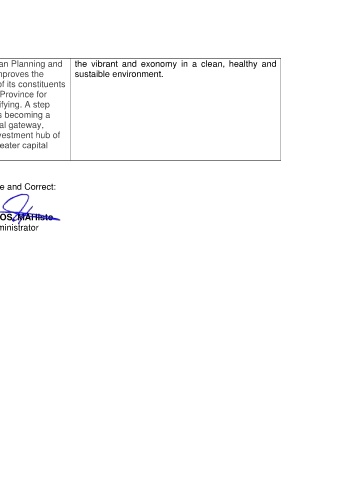 an Planning and
mproves the
of its constituents
Province for
ifying. A step
s becoming a
al gateway,
vestment hub of
eater capital
the vibrant and exonomy in a clean, healthy and
sustaible environment.
e and Correct:
OS, MAHiste
ministrator